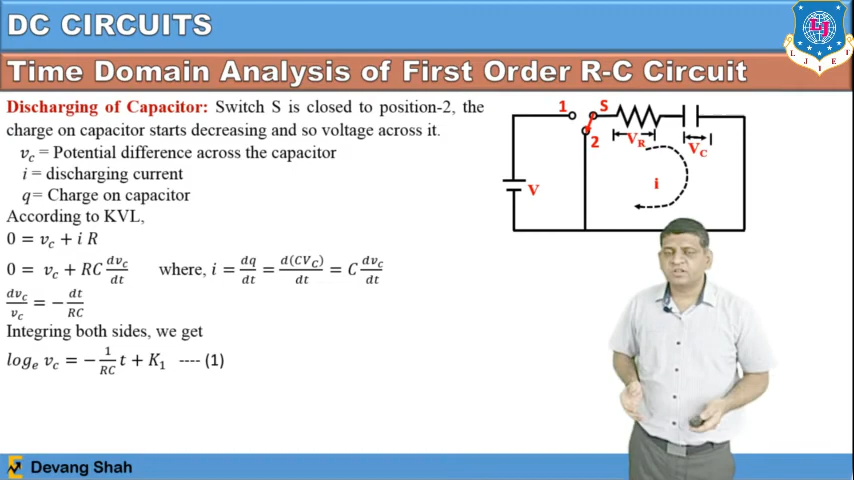 DC CIRCUITS
Time Domain Analysis of First Order R-C Circuit
LJ
L J I E T
Discharging of Capacitor: Switch S is closed to position-2, the
charge on capacitor starts decreasing and so voltage across it.
v_c = Potential difference across the capacitor
i = discharging current
q= Charge on capacitor
According to KVL,
0 = v_c + i R
0 = v_c + RC dv_c/dt where, i = dq/dt = d(CV_C)/dt = C dv_c/dt
dv_c/v_c = − dt/RC
Integring both sides, we get
log_e v_c = − 1/RC t + K_1 ---- (1)
1 S
2 V_R V_C
V i
Devang Shah